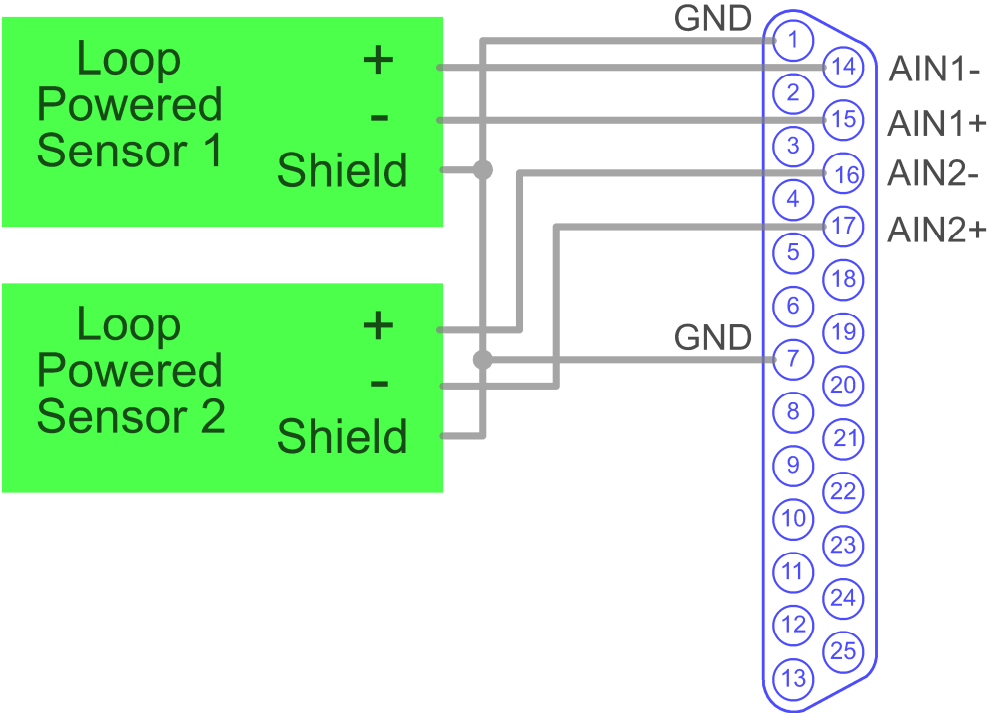 Loop
Powered
Sensor 1
+
-
Shield
Loop
Powered
Sensor 2
+
-
Shield
GND
GND
1
2
3
4
5
6
7
8
9
10
11
12
13
14
15
16
17
18
19
20
21
22
23
24
25
AIN1-
AIN1+
AIN2-
AIN2+